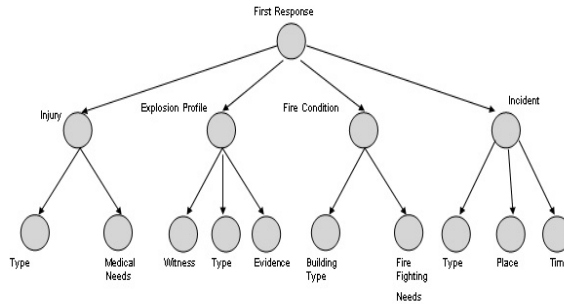 First Response
Injury
Explosion Profile
Fire Condition
Incident
Type
Medical
Needs
Witness
Type
Evidence
Building
Type
Fire
Fighting
Needs
Type
Place
Tim